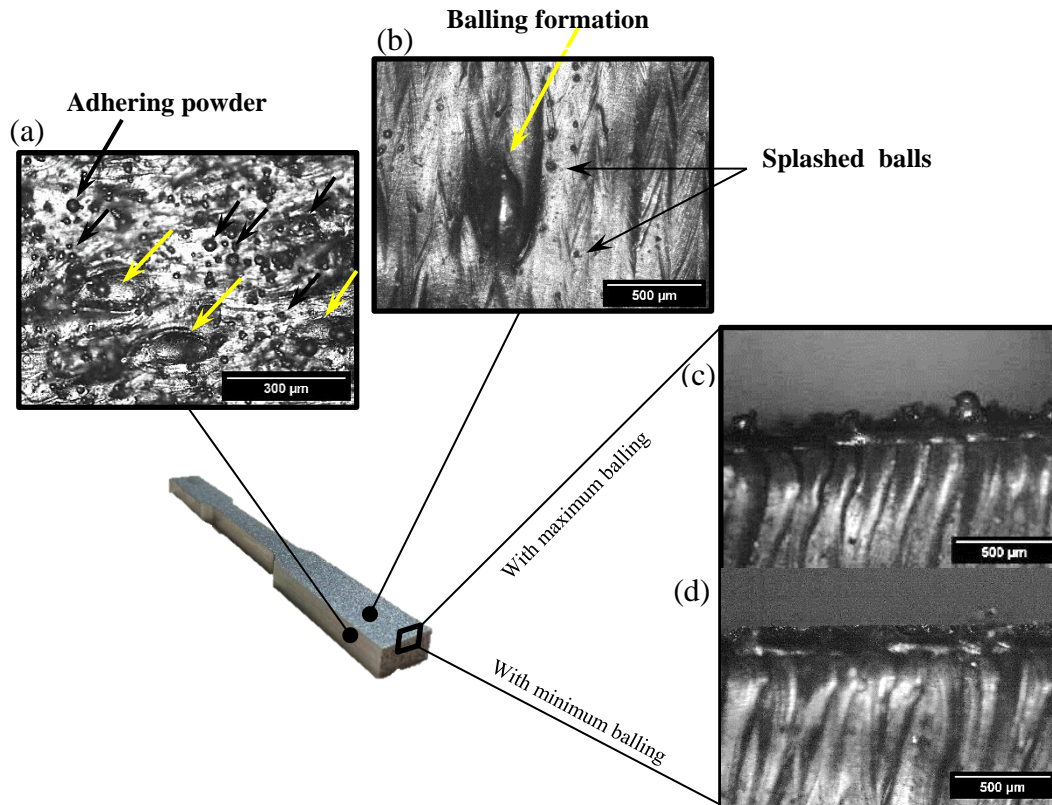 Balling formation
(b)
Adhering powder
(a)
Splashed  balls
500 µm
300 µm
(c)
With maximum balling
500 µm
(d)
With minimum balling
500 µm